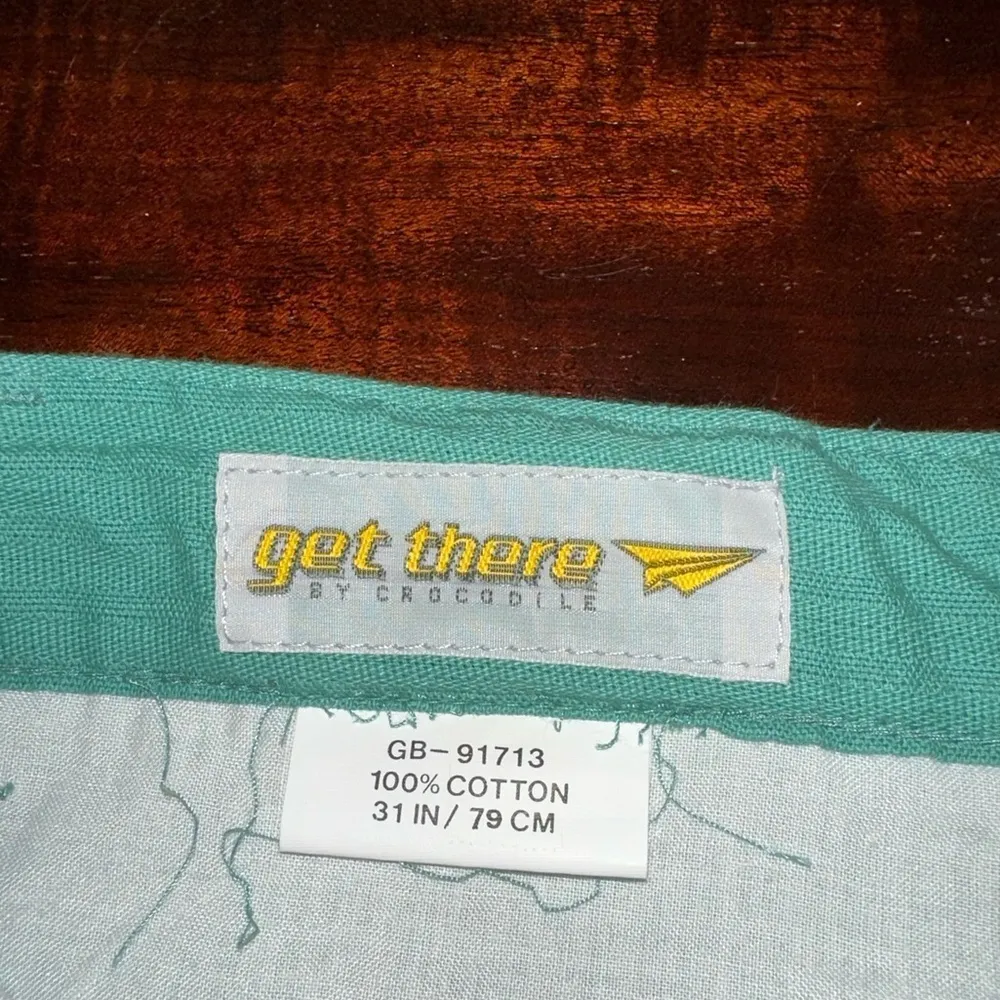 get there
BY CROCODILE
GB-91713
100% COTTON
31 IN/ 79 CM